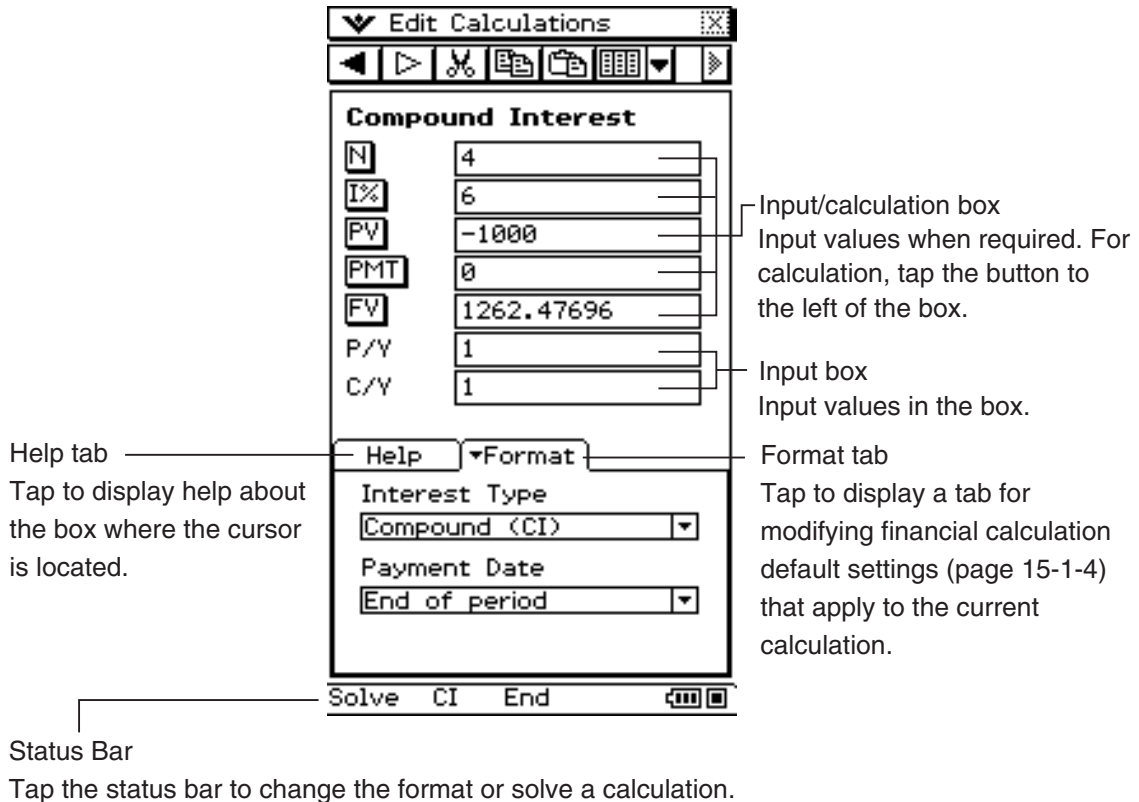 Edit Calculations
Compound Interest
N 4
I% 6
PV -1000
PMT 0
FV 1262.47696
P/Y 1
C/Y 1
Input/calculation box
Input values when required. For
calculation, tap the button to
the left of the box.
Input box
Input values in the box.
Help tab
Tap to display help about
the box where the cursor
is located.
Help ▾Format
Interest Type
Compound (CI)
Payment Date
End of period
Format tab
Tap to display a tab for
modifying financial calculation
default settings (page 15-1-4)
that apply to the current
calculation.
Solve CI End
Status Bar
Tap the status bar to change the format or solve a calculation.